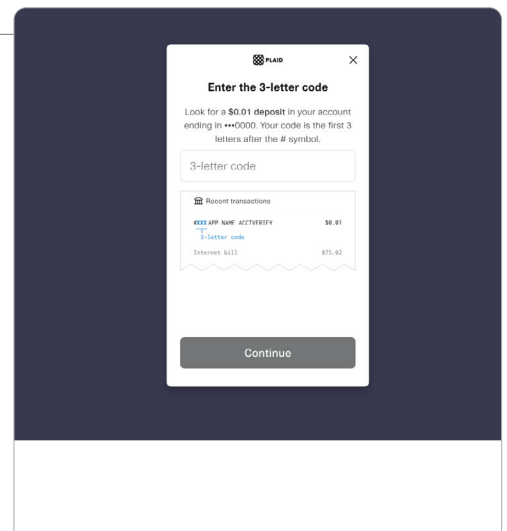 PLAID
Enter the 3-letter code
Look for a $0.01 deposit in your account
ending in •••0000. Your code is the first 3
letters after the # symbol.
3-letter code
Recent transactions
#XXX APP NAME ACCTVERIFY $0.01
3-letter code
Internet bill $75.02
Continue